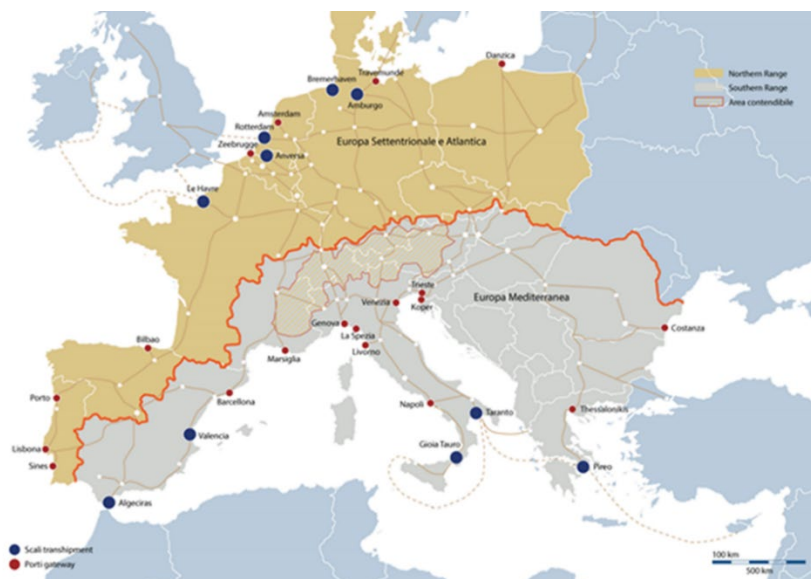 Danzica
Travemunde
Bremerhaven
Amburgo
Northern Range
Southern Range
Area contendibile
Amsterdam
Rotterdam
Zeebrugge
Anversa
Europa Settentrionale e Atlantica
Le Havre
Trieste
Venezia
Koper
Europa Mediterranea
Genova
La Spezia
Livorno
Costanza
Bilbao
Marsiglia
Porto
Barcellona
Napoli
Taranto
Thessalonikis
Lisbona
Valencia
Gioia Tauro
Sines
Pireo
Algeciras
Scali transhipment
Porti gateway
100 km
500 km